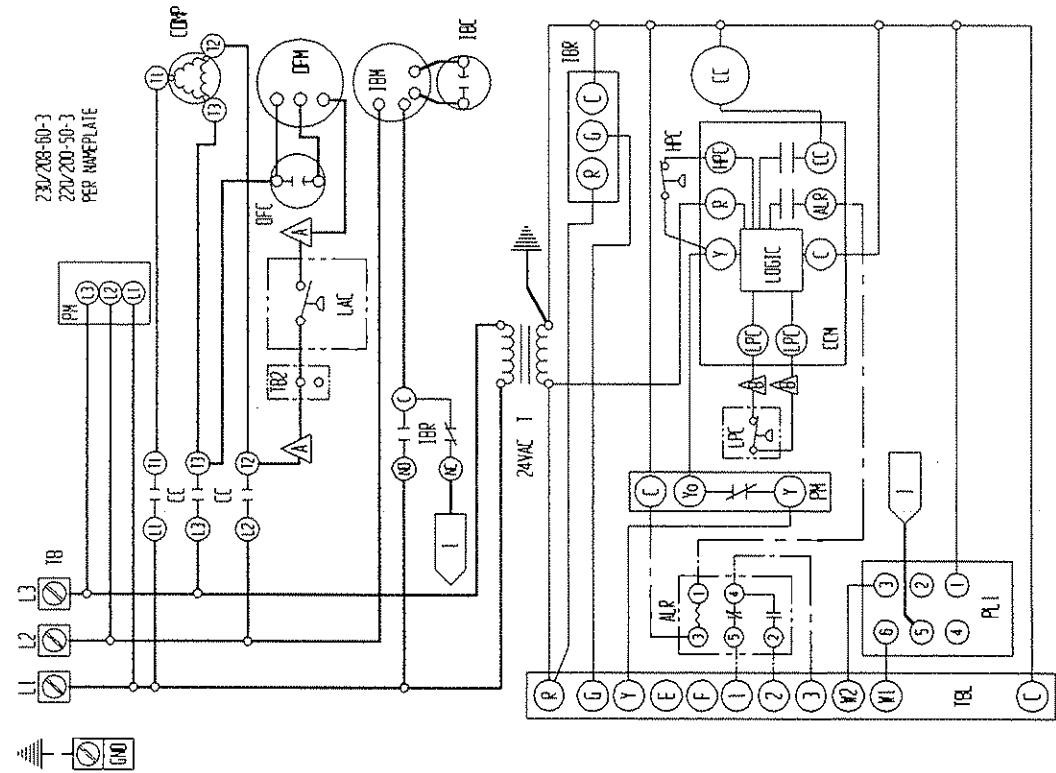 230/208-60-3
220/200-50-3
PER NAMEPLATE
PM
L3
L2
L1
COMP
T1
T2
T3
L3
L2
L1
TB
GND
L1
L3
L2
CC
CC
T1
T3
T2
OFC
OFM
A
A
LAC
TB2
IBM
IBC
IBR
NO
C
NC
1
24VAC T
IBR
R
G
C
HPC
CC
Y
R
HPC
LOGIC
C
ALR
CC
LPC
LPC
ECM
B
B
LPC
C
Yo
Y
PM
1
ALR
1
3
4
5
2
3
2
1
6
5
4
PL1
R
G
Y
E
F
1
2
3
W2
W1
TBL
C